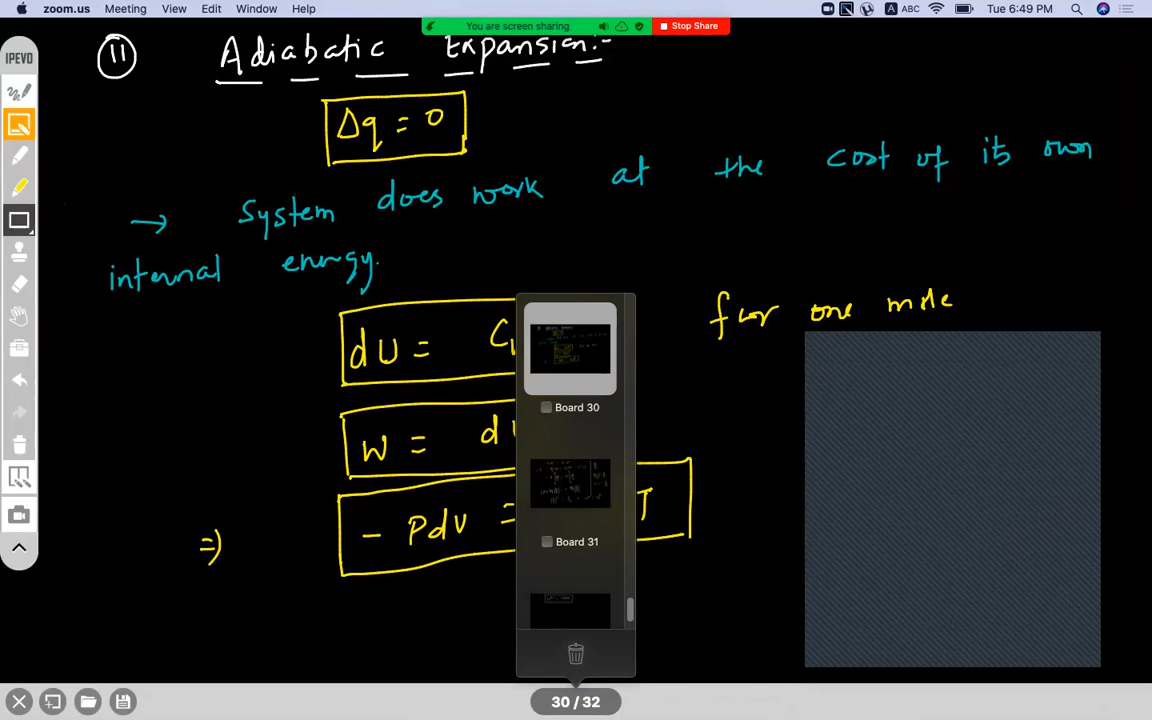 zoom.us Meeting View Edit Window Help
You are screen sharing Stop Share
ABC Tue 6:49 PM
IPEVO
11 Adiabatic Expansion:-
Δq = 0
→ System does work at the cost of its own
internal energy.
for one mole
dU =
W =
⇒ - Pdv = T
Board 30
Board 31
30 / 32